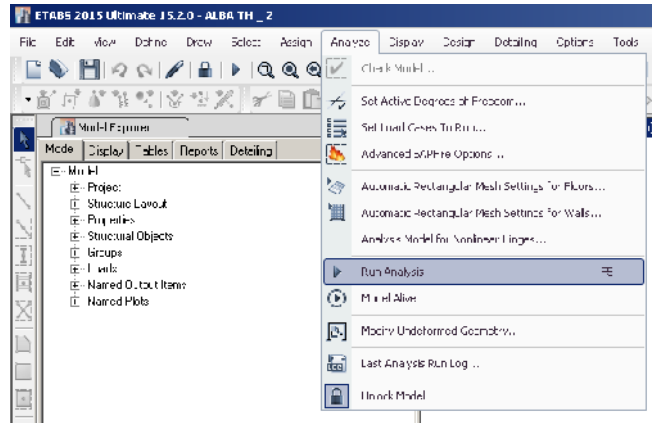 ETABS 2015 Ultimate 15.2.0 - ALBA TH _ 2
File Edit View Define Draw Select Assign Analyze Display Design Detailing Options Tools
Check Model...
Set Active Degrees of Freedom...
Set Load Cases To Run...
Advanced SAPFire Options ...
Automatic Rectangular Mesh Settings for Floors...
Automatic Rectangular Mesh Settings for Walls...
Analysis Model for Nonlinear Hinges...
Run Analysis F5
Model Alive
Modify Undeformed Geometry...
Last Analysis Run Log ...
Unlock Model
Model Explorer
Model Display Tables Reports Detailing
Model
Project
Structure Layout
Properties
Structural Objects
Groups
Loads
Named Output Items
Named Plots